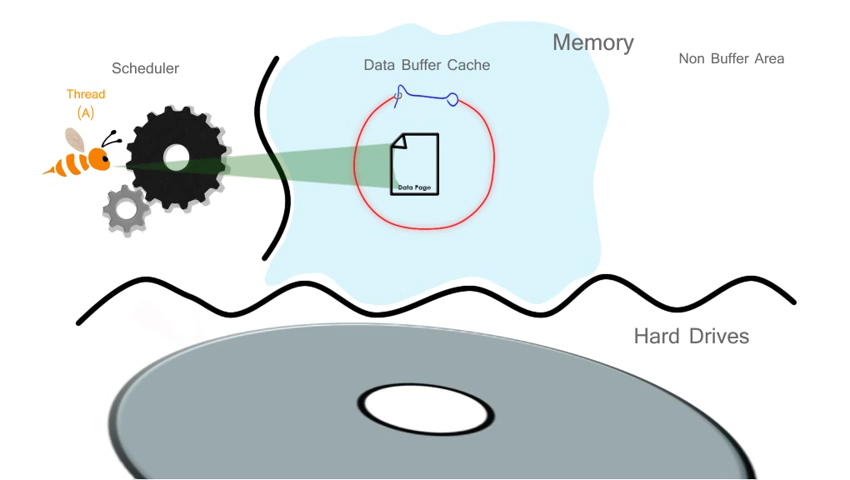 Memory
Non Buffer Area
Data Buffer Cache
Scheduler
Thread
(A)
Data Page
Hard Drives